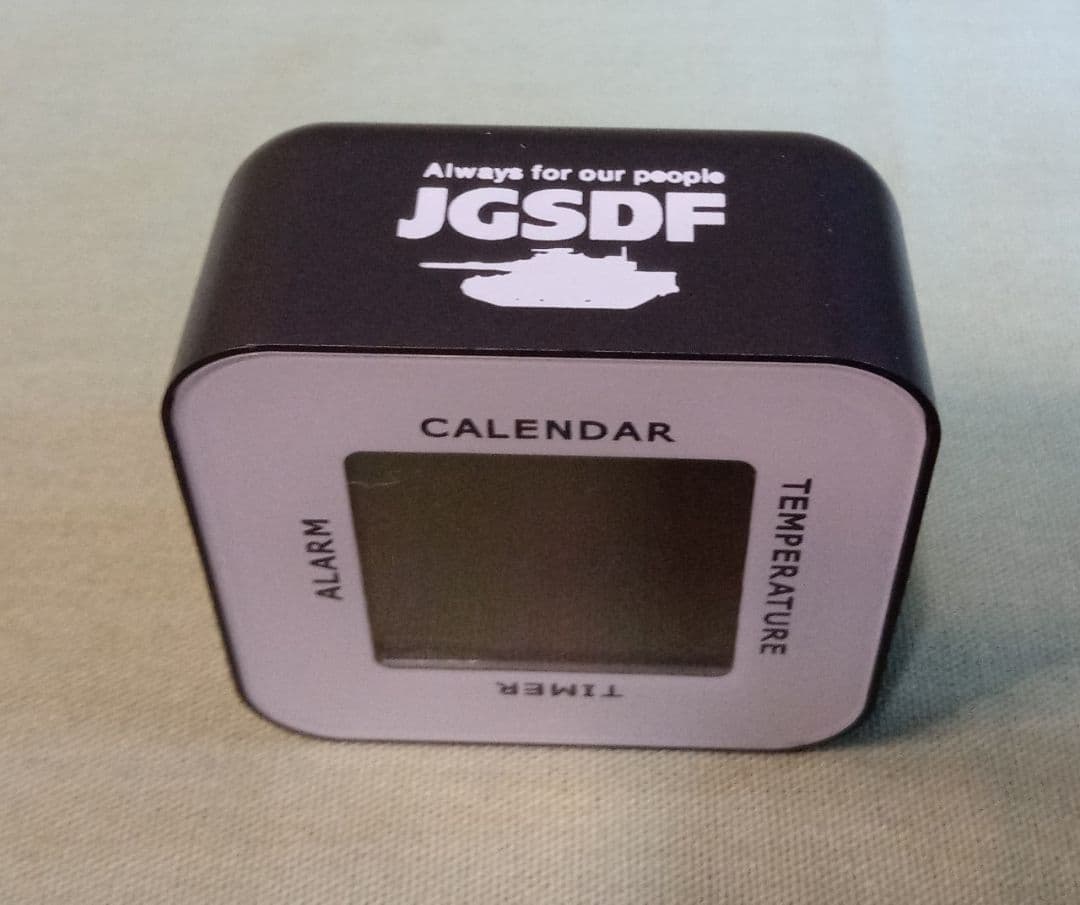 Always for our people
JGSDF
CALENDAR
ALARM
TEMPERATURE
TIMER